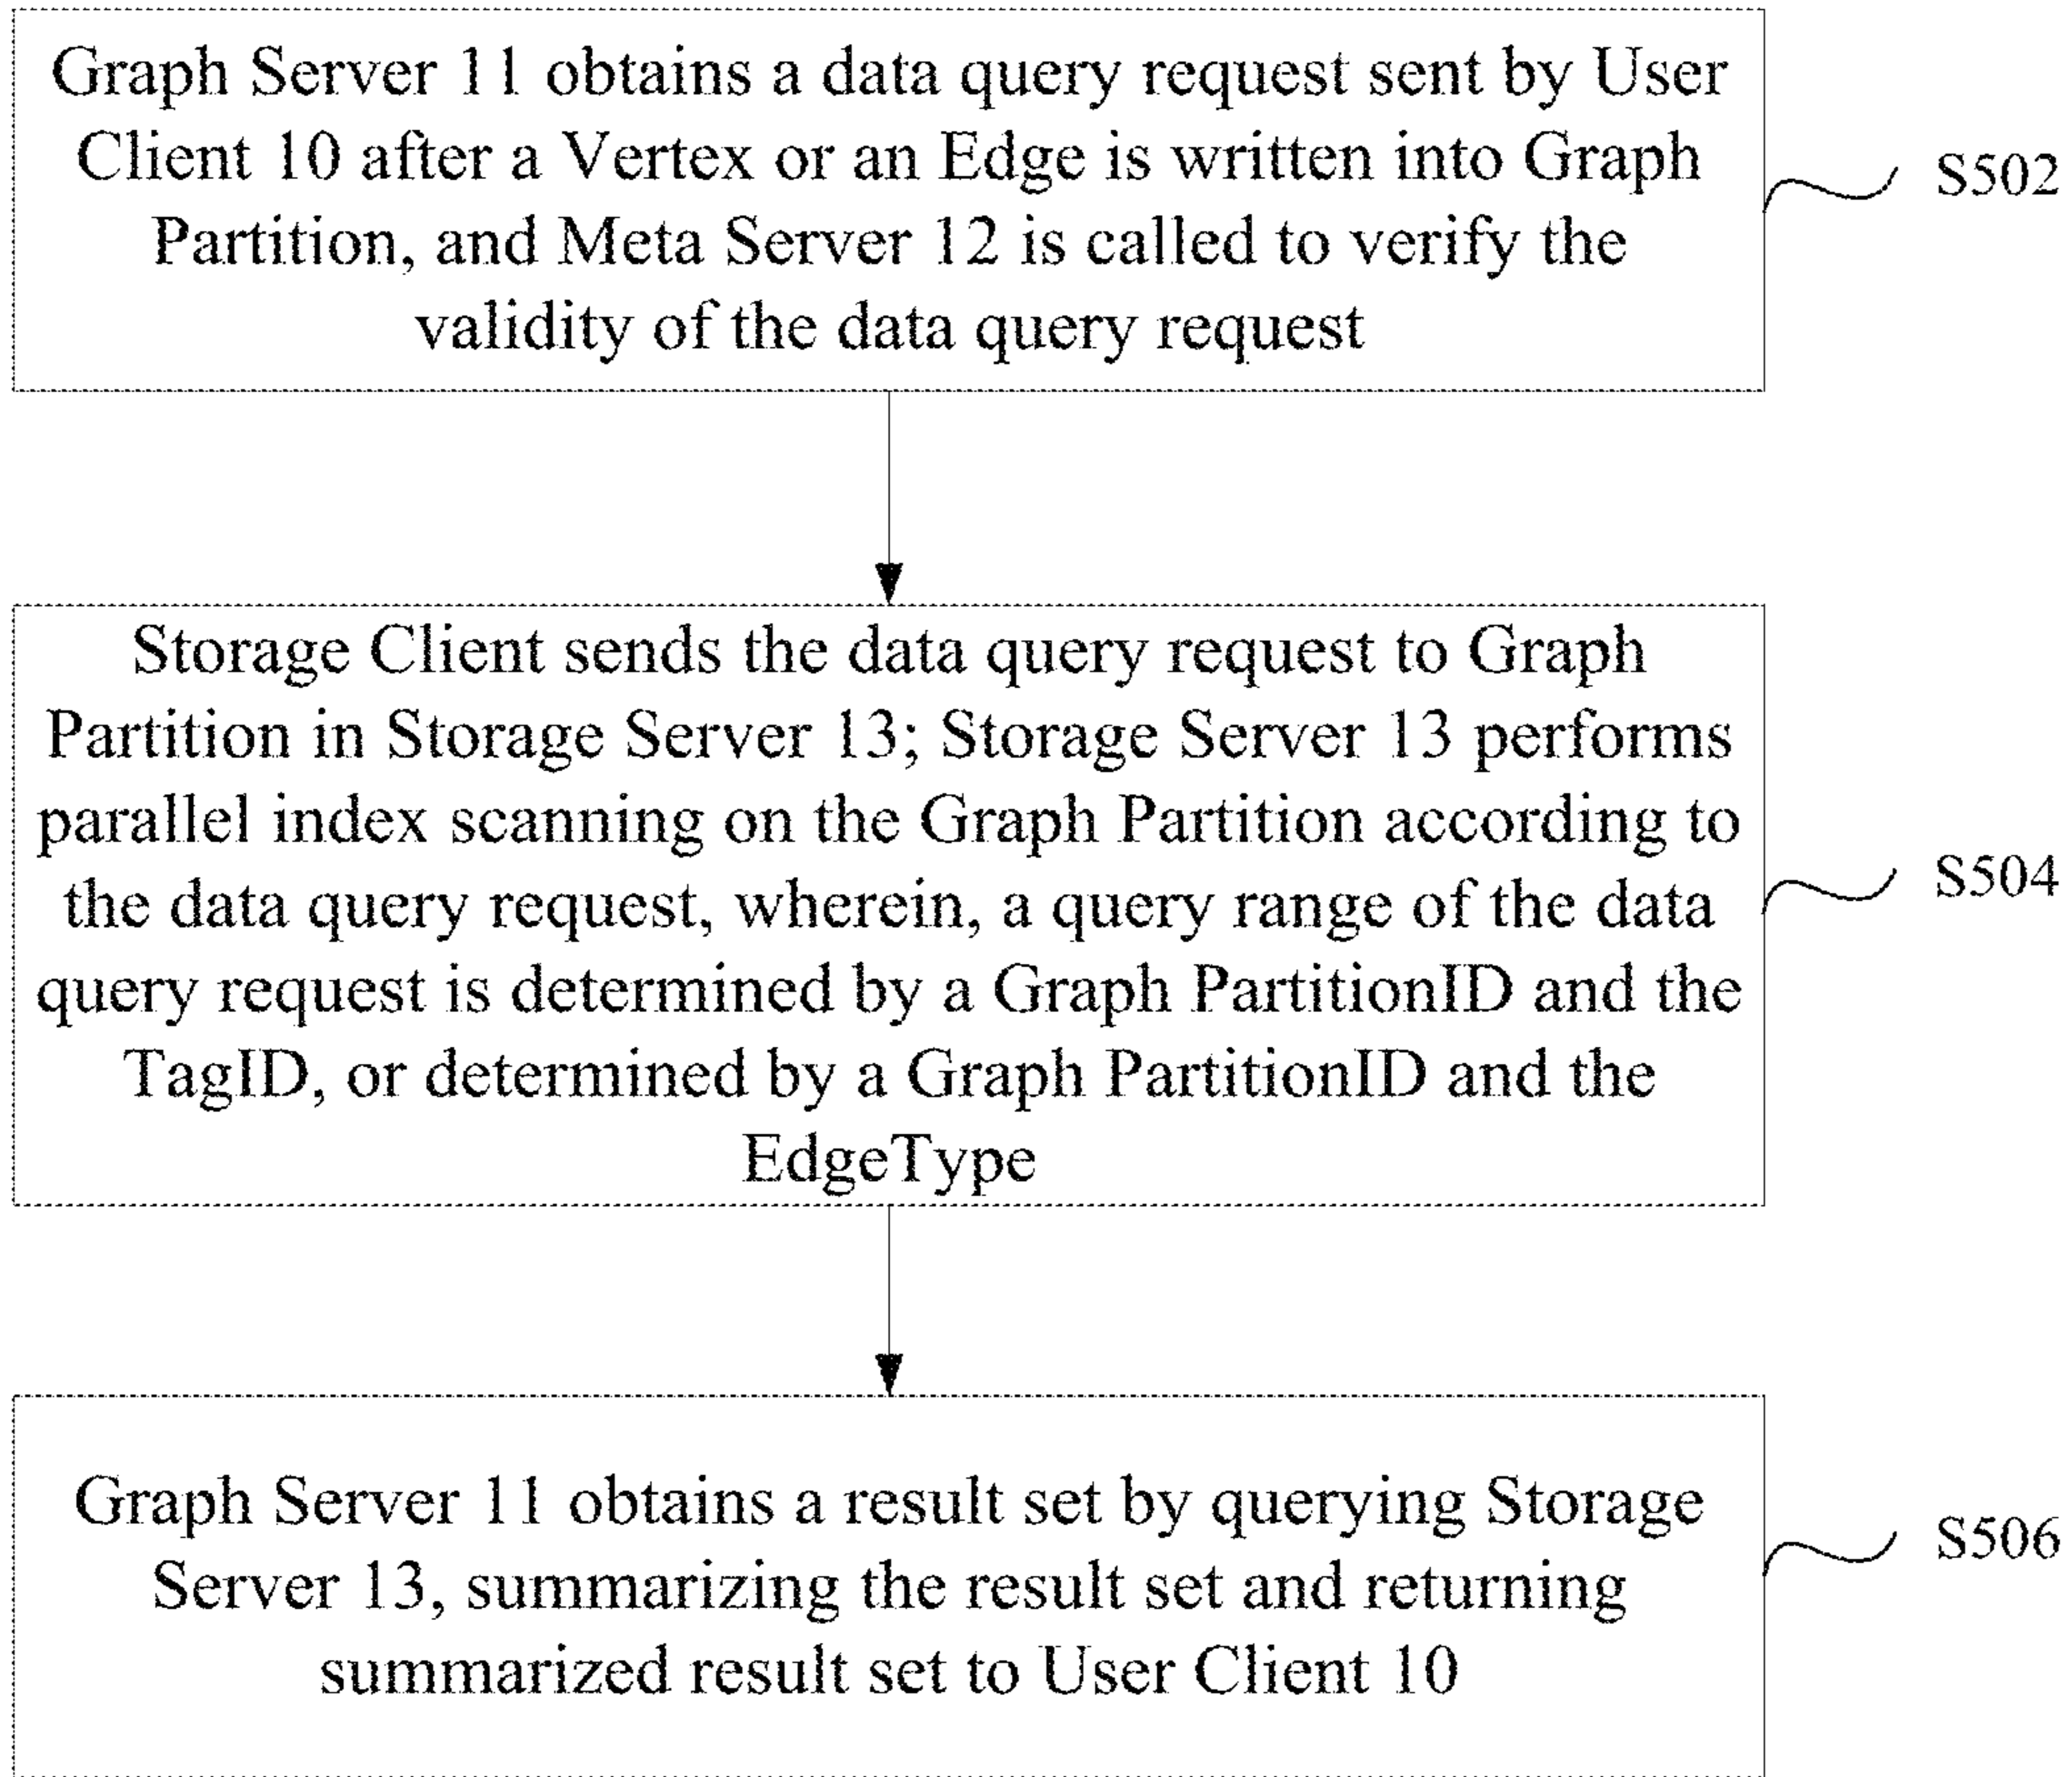 Graph Server 11 obtains a data query request sent by User
Client 10 after a Vertex or an Edge is written into Graph
Partition, and Meta Server 12 is called to verify the
validity of the data query request
S502
Storage Client sends the data query request to Graph
Partition in Storage Server 13; Storage Server 13 performs
parallel index scanning on the Graph Partition according to
the data query request, wherein, a query range of the data
query request is determined by a Graph PartitionID and the
TagID, or determined by a Graph PartitionID and the
EdgeType
S504
Graph Server 11 obtains a result set by querying Storage
Server 13, summarizing the result set and returning
summarized result set to User Client 10
S506